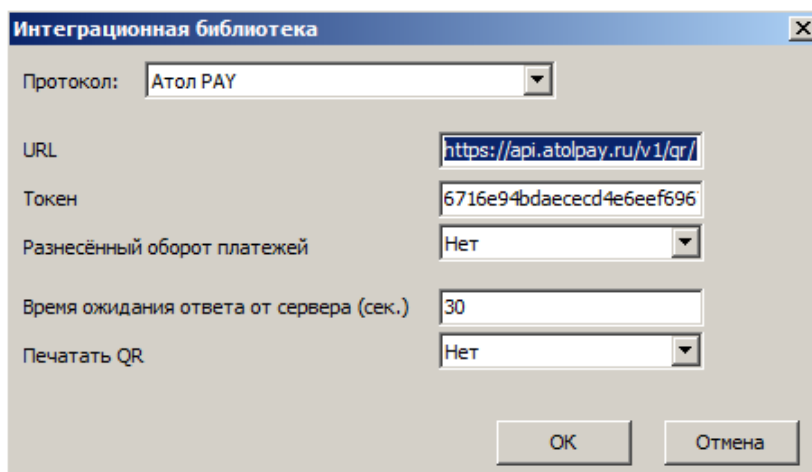 Интеграционная библиотека
Протокол: Атол PAY
URL https://api.atolpay.ru/v1/qr/
Токен 6716e94bdaececd4e6eef696
Разнесённый оборот платежей Нет
Время ожидания ответа от сервера (сек.) 30
Печатать QR Нет
ОК Отмена